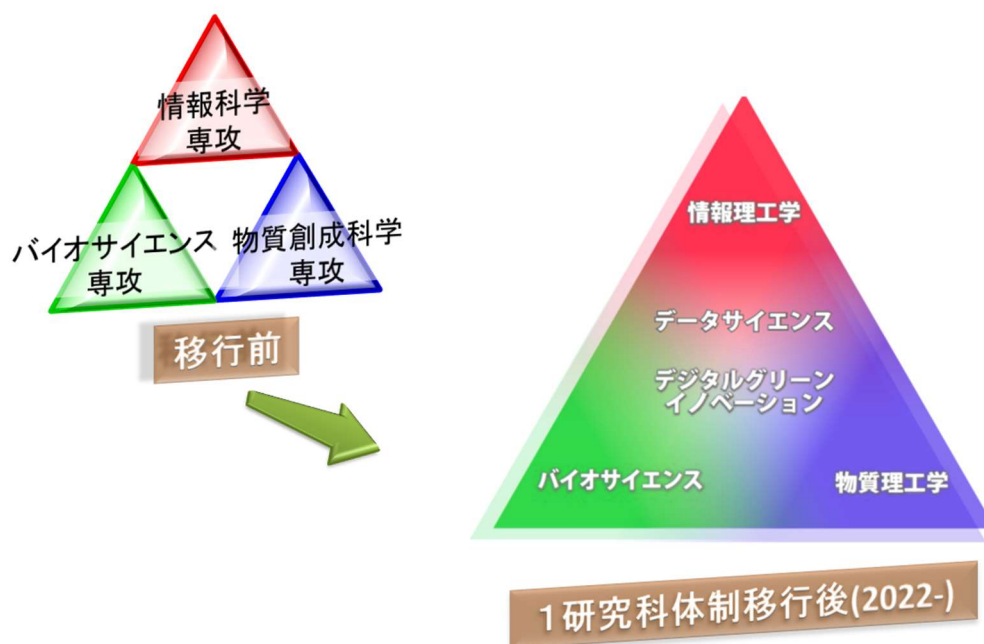 情報科学
専攻
バイオサイエンス
専攻
物質創成科学
専攻
移行前
情報理工学
データサイエンス
デジタルグリーン
イノベーション
バイオサイエンス
物質理工学
1研究科体制移行後(2022-)